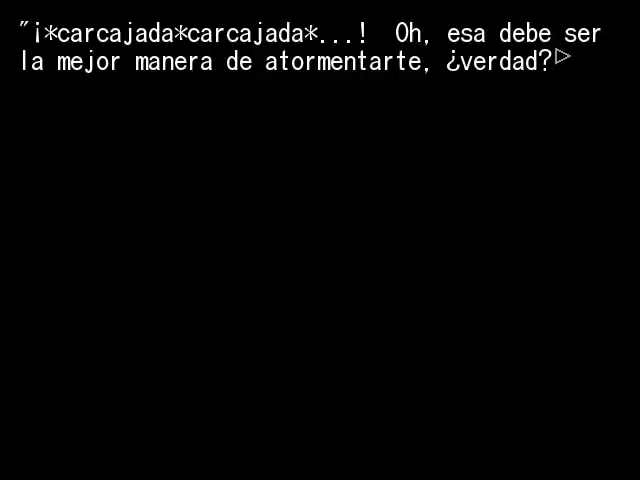 "¡*carcajada*carcajada*...!  Oh, esa debe ser
la mejor manera de atormentarte, ¿verdad?